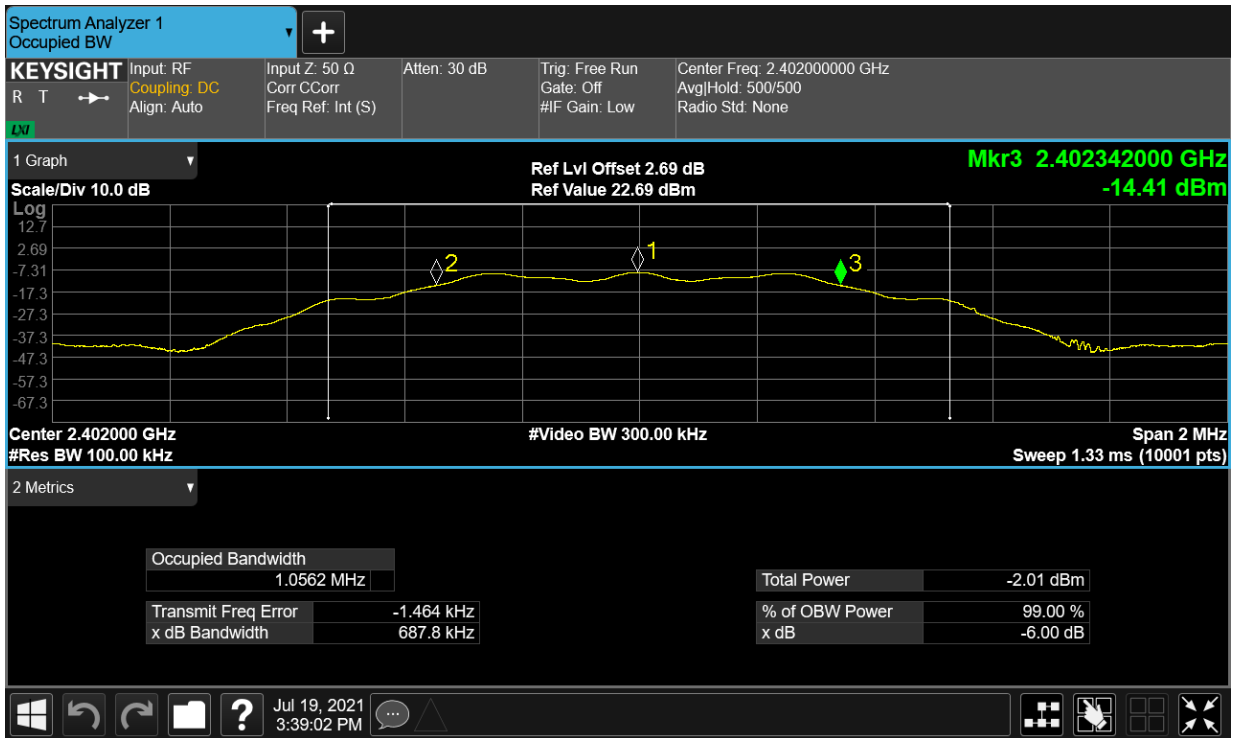 Spectrum Analyzer 1
Occupied BW
▼
+
KEYSIGHT
R T
LXI
Input: RF
Coupling: DC
Align: Auto
Input Z: 50 Ω
Corr CCorr
Freq Ref: Int (S)
Atten: 30 dB
Trig: Free Run
Gate: Off
#IF Gain: Low
Center Freq: 2.402000000 GHz
Avg|Hold: 500/500
Radio Std: None
1 Graph ▼
Scale/Div 10.0 dB
Ref Lvl Offset 2.69 dB
Ref Value 22.69 dBm
Mkr3 2.402342000 GHz
-14.41 dBm
Log
12.7
2.69
-7.31
-17.3
-27.3
-37.3
-47.3
-57.3
-67.3
2
1
3
Center 2.402000 GHz
#Video BW 300.00 kHz
Span 2 MHz
#Res BW 100.00 kHz
Sweep 1.33 ms (10001 pts)
2 Metrics ▼
Occupied Bandwidth
1.0562 MHz
Total Power -2.01 dBm
Transmit Freq Error -1.464 kHz
% of OBW Power 99.00 %
x dB Bandwidth 687.8 kHz
x dB -6.00 dB
?
Jul 19, 2021
3:39:02 PM